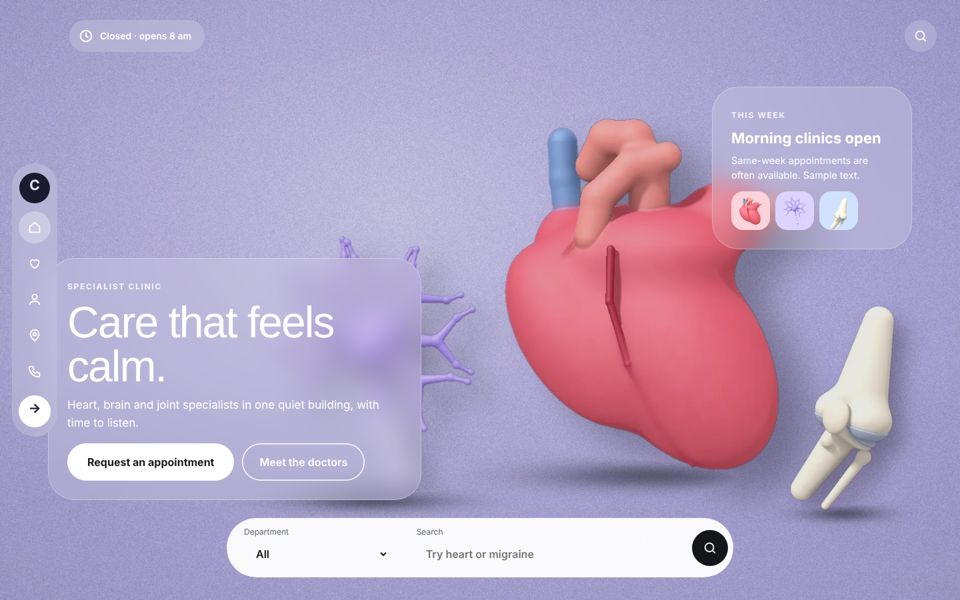 Closed · opens 8 am
THIS WEEK
Morning clinics open
Same-week appointments are
often available. Sample text.
C
SPECIALIST CLINIC
Care that feels
calm.
Heart, brain and joint specialists in one quiet building, with
time to listen.
Request an appointment
Meet the doctors
Department
All
Search
Try heart or migraine